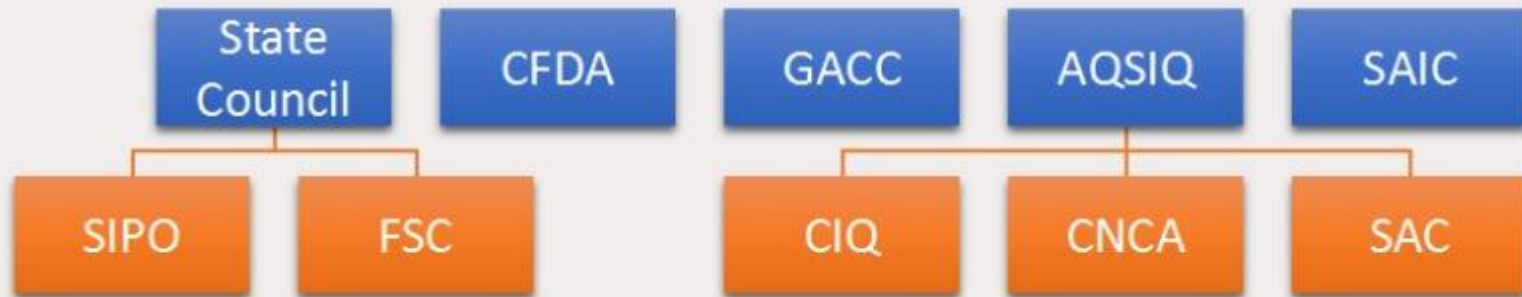 State
Council
CFDA
GACC
AQSIQ
SAIC
SIPO
FSC
CIQ
CNCA
SAC